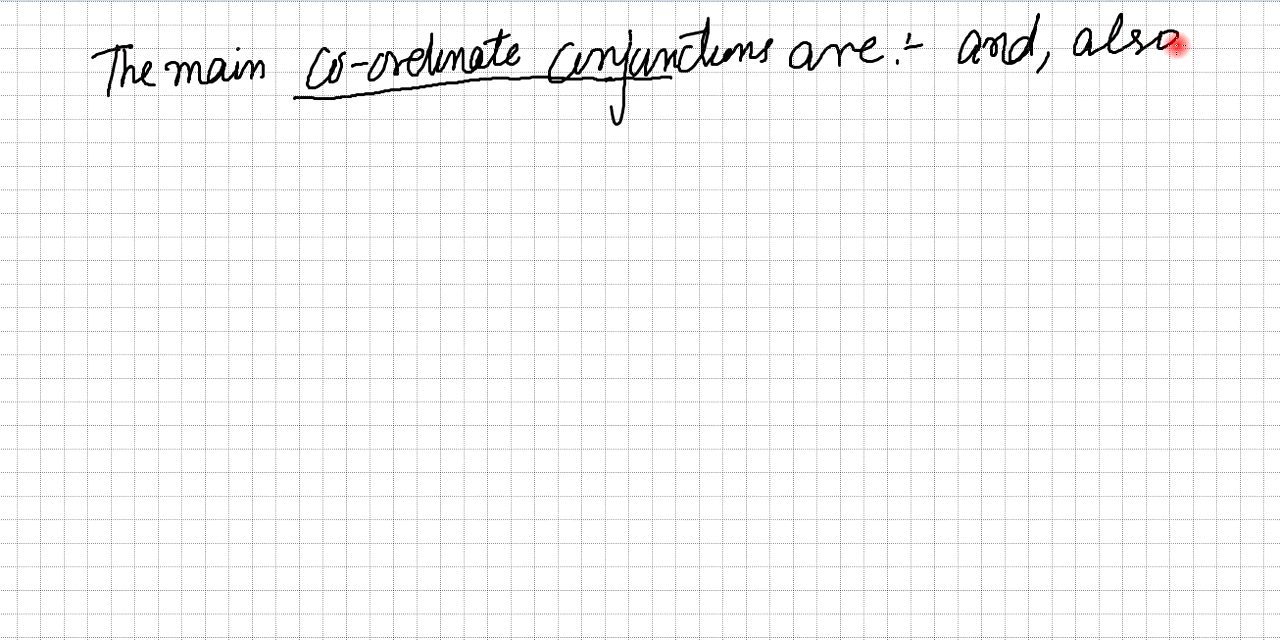 The main co-ordinate conjunctions are:- and, also